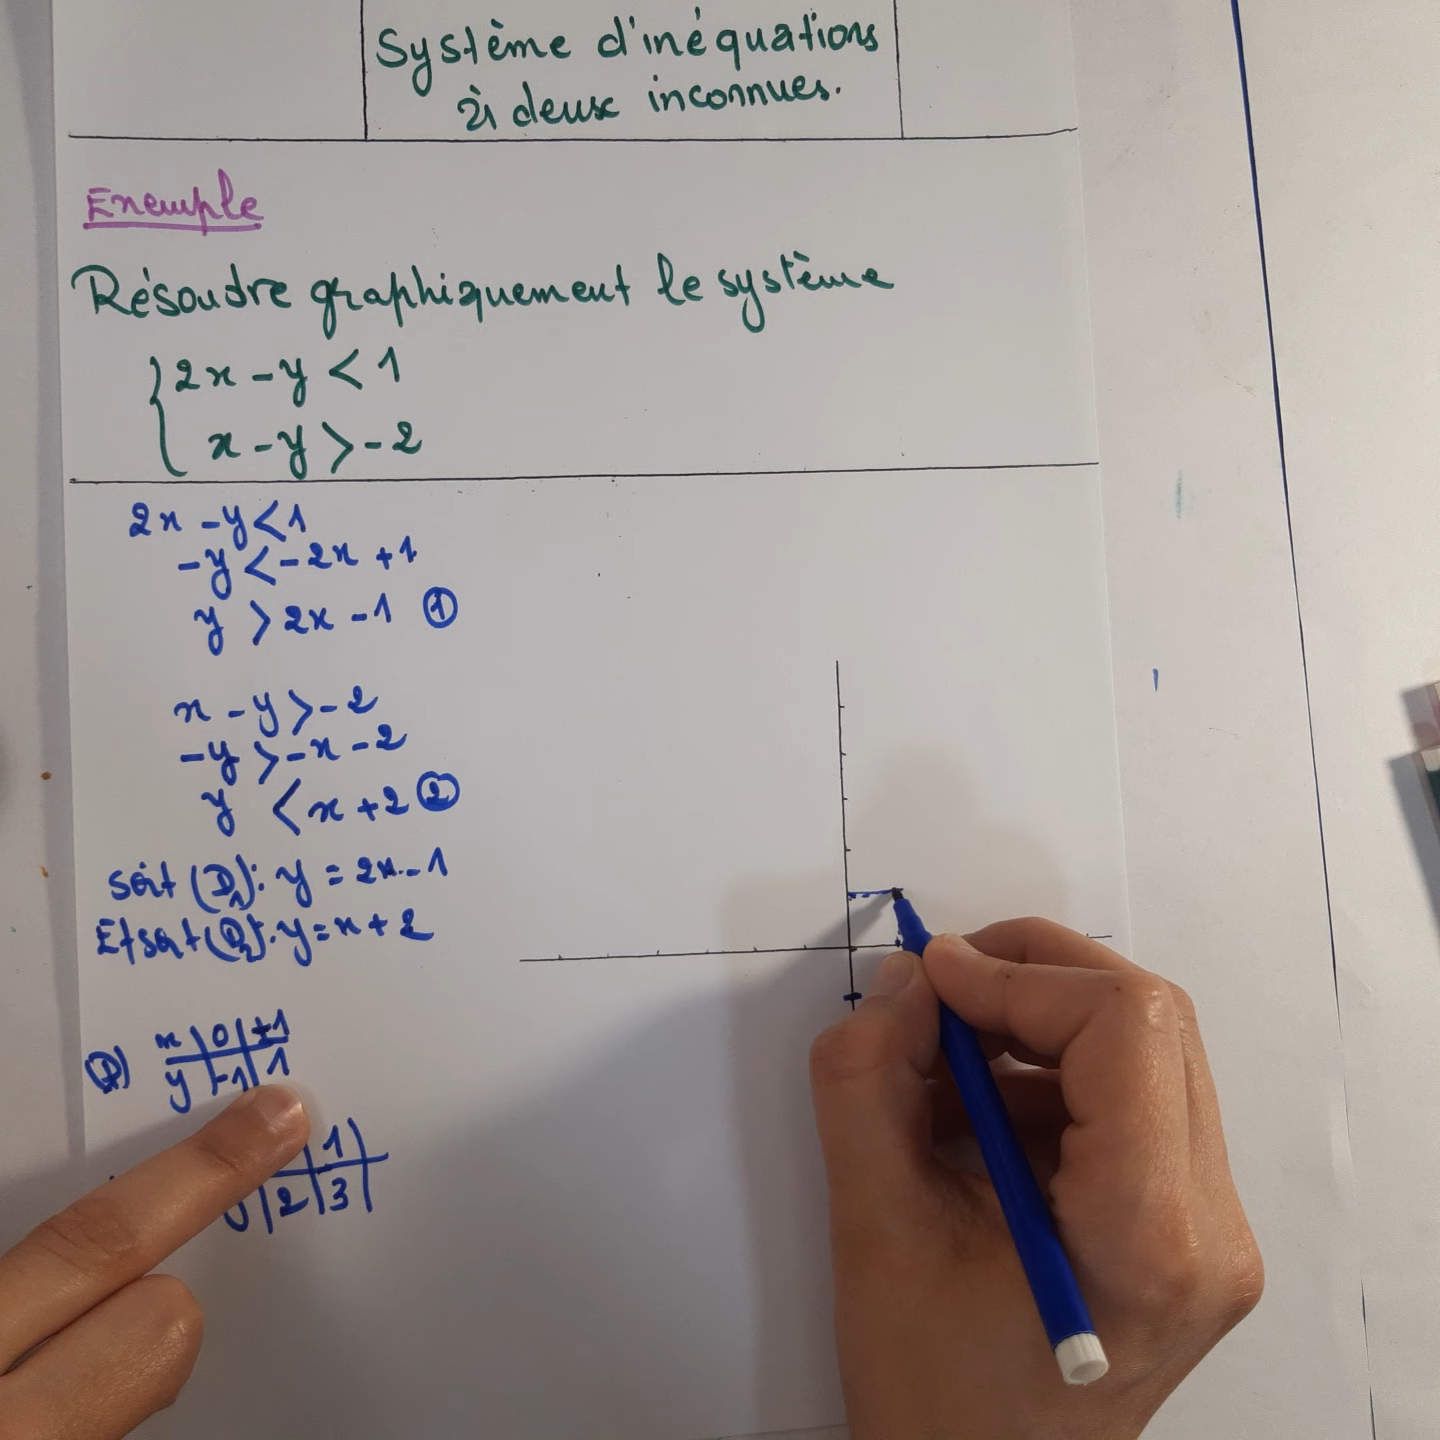 Système d'inéquations
à deux inconnues.
Exemple
Résoudre graphiquement le système
2x - y < 1
x - y > -2
2x - y < 1
-y < -2x + 1
y > 2x - 1 ①
x - y > -2
-y > -x - 2
y < x + 2 ②
soit (D1): y = 2x - 1
Et soit (D2): y = x + 2
x | 0 | +1
y | -1 | 1
1
2 | 3